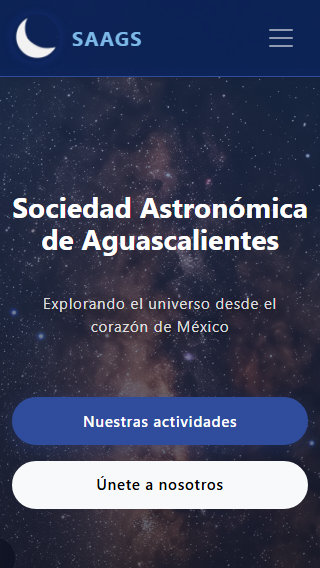 SAAGS
Sociedad Astronómica
de Aguascalientes
Explorando el universo desde el
corazón de México
Nuestras actividades
Únete a nosotros